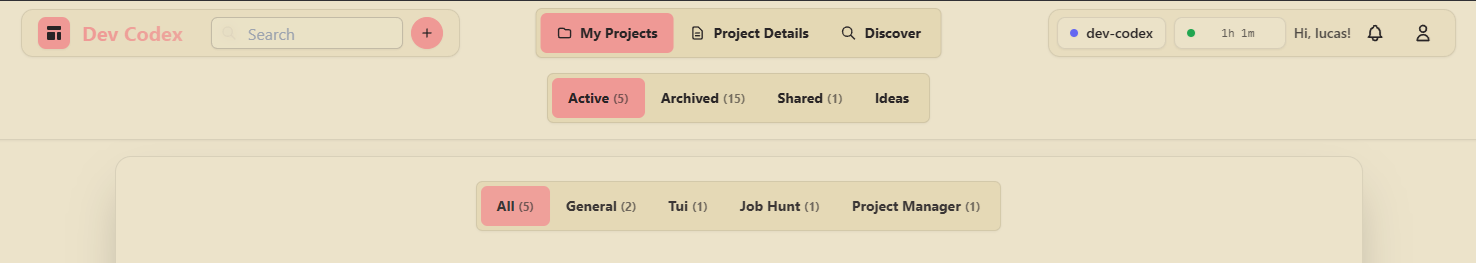 Dev Codex Search + My Projects Project Details Discover dev-codex 1h 1m Hi, lucas!
Active (5) Archived (15) Shared (1) Ideas
All (5) General (2) Tui (1) Job Hunt (1) Project Manager (1)